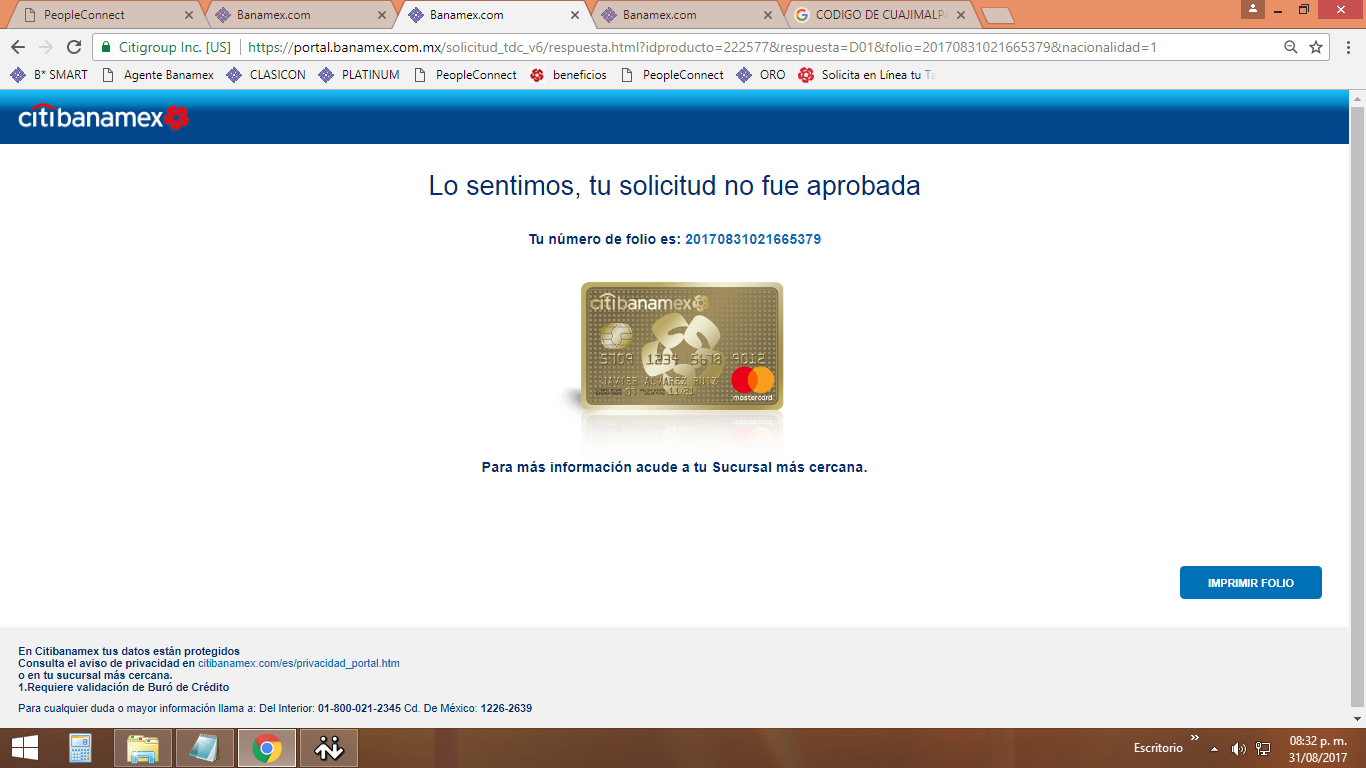 PeopleConnect
Banamex.com
Banamex.com
Banamex.com
CODIGO DE CUAJIMALPA
Citigroup Inc. [US]
https://portal.banamex.com.mx/solicitud_tdc_v6/respuesta.html?idproducto=222577&respuesta=D01&folio=20170831021665379&nacionalidad=1
B* SMART
Agente Banamex
CLASICON
PLATINUM
PeopleConnect
beneficios
PeopleConnect
ORO
Solicita en Línea tu Ta
citibanamex
Lo sentimos, tu solicitud no fue aprobada
Tu número de folio es: 20170831021665379
citibanamex
5709 1234 5678 9012
JAVIER ALVAREZ RUIZ
07 11/21
mastercard
Para más información acude a tu Sucursal más cercana.
IMPRIMIR FOLIO
En Citibanamex tus datos están protegidos
Consulta el aviso de privacidad en citibanamex.com/es/privacidad_portal.htm
o en tu sucursal más cercana.
1.Requiere validación de Buró de Crédito
Para cualquier duda o mayor información llama a: Del Interior: 01-800-021-2345 Cd. De México: 1226-2639
Escritorio
08:32 p. m.
31/08/2017